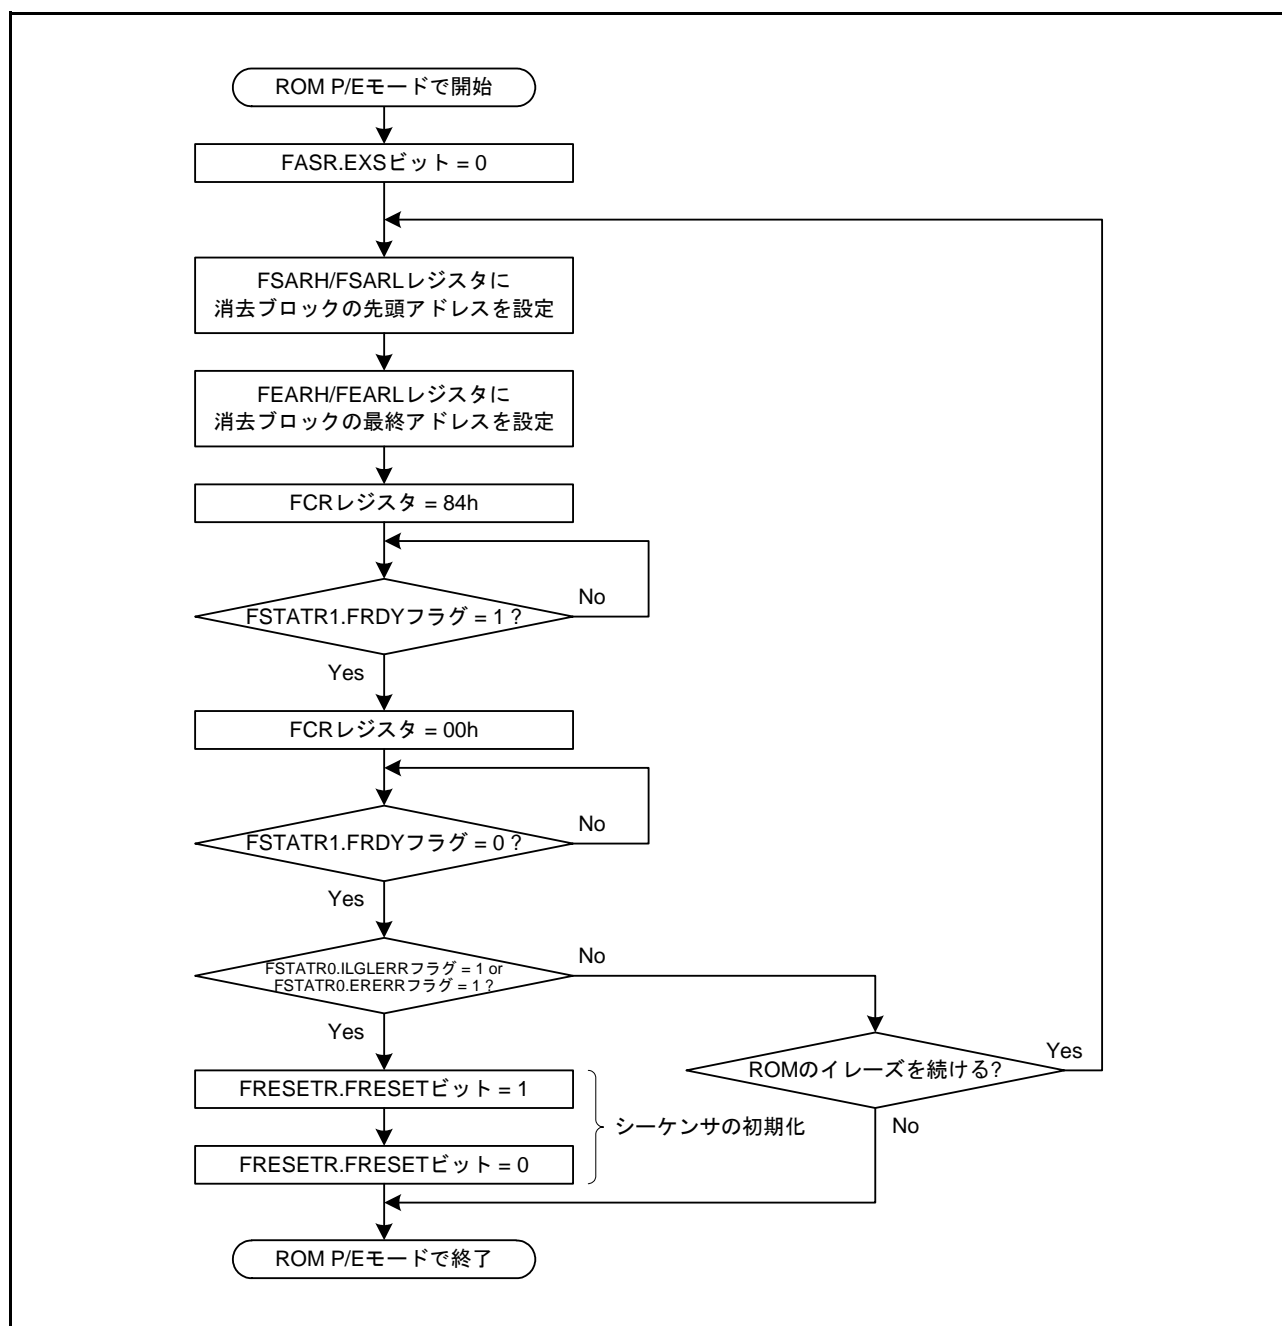 ROM P/Eモードで開始
FASR.EXSビット = 0
FSARH/FSARLレジスタに
消去ブロックの先頭アドレスを設定
FEARH/FEARLレジスタに
消去ブロックの最終アドレスを設定
FCRレジスタ = 84h
No
FSTATR1.FRDYフラグ = 1 ?
Yes
FCRレジスタ = 00h
No
FSTATR1.FRDYフラグ = 0 ?
Yes
No
FSTATR0.ILGLERRフラグ = 1 or
FSTATR0.ERERRフラグ = 1 ?
Yes
Yes
ROMのイレーズを続ける?
No
FRESETR.FRESETビット = 1
シーケンサの初期化
FRESETR.FRESETビット = 0
ROM P/Eモードで終了